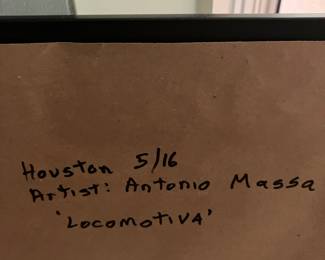 Houston 5/16
Artist: Antonio Massa
'Locomotiva'